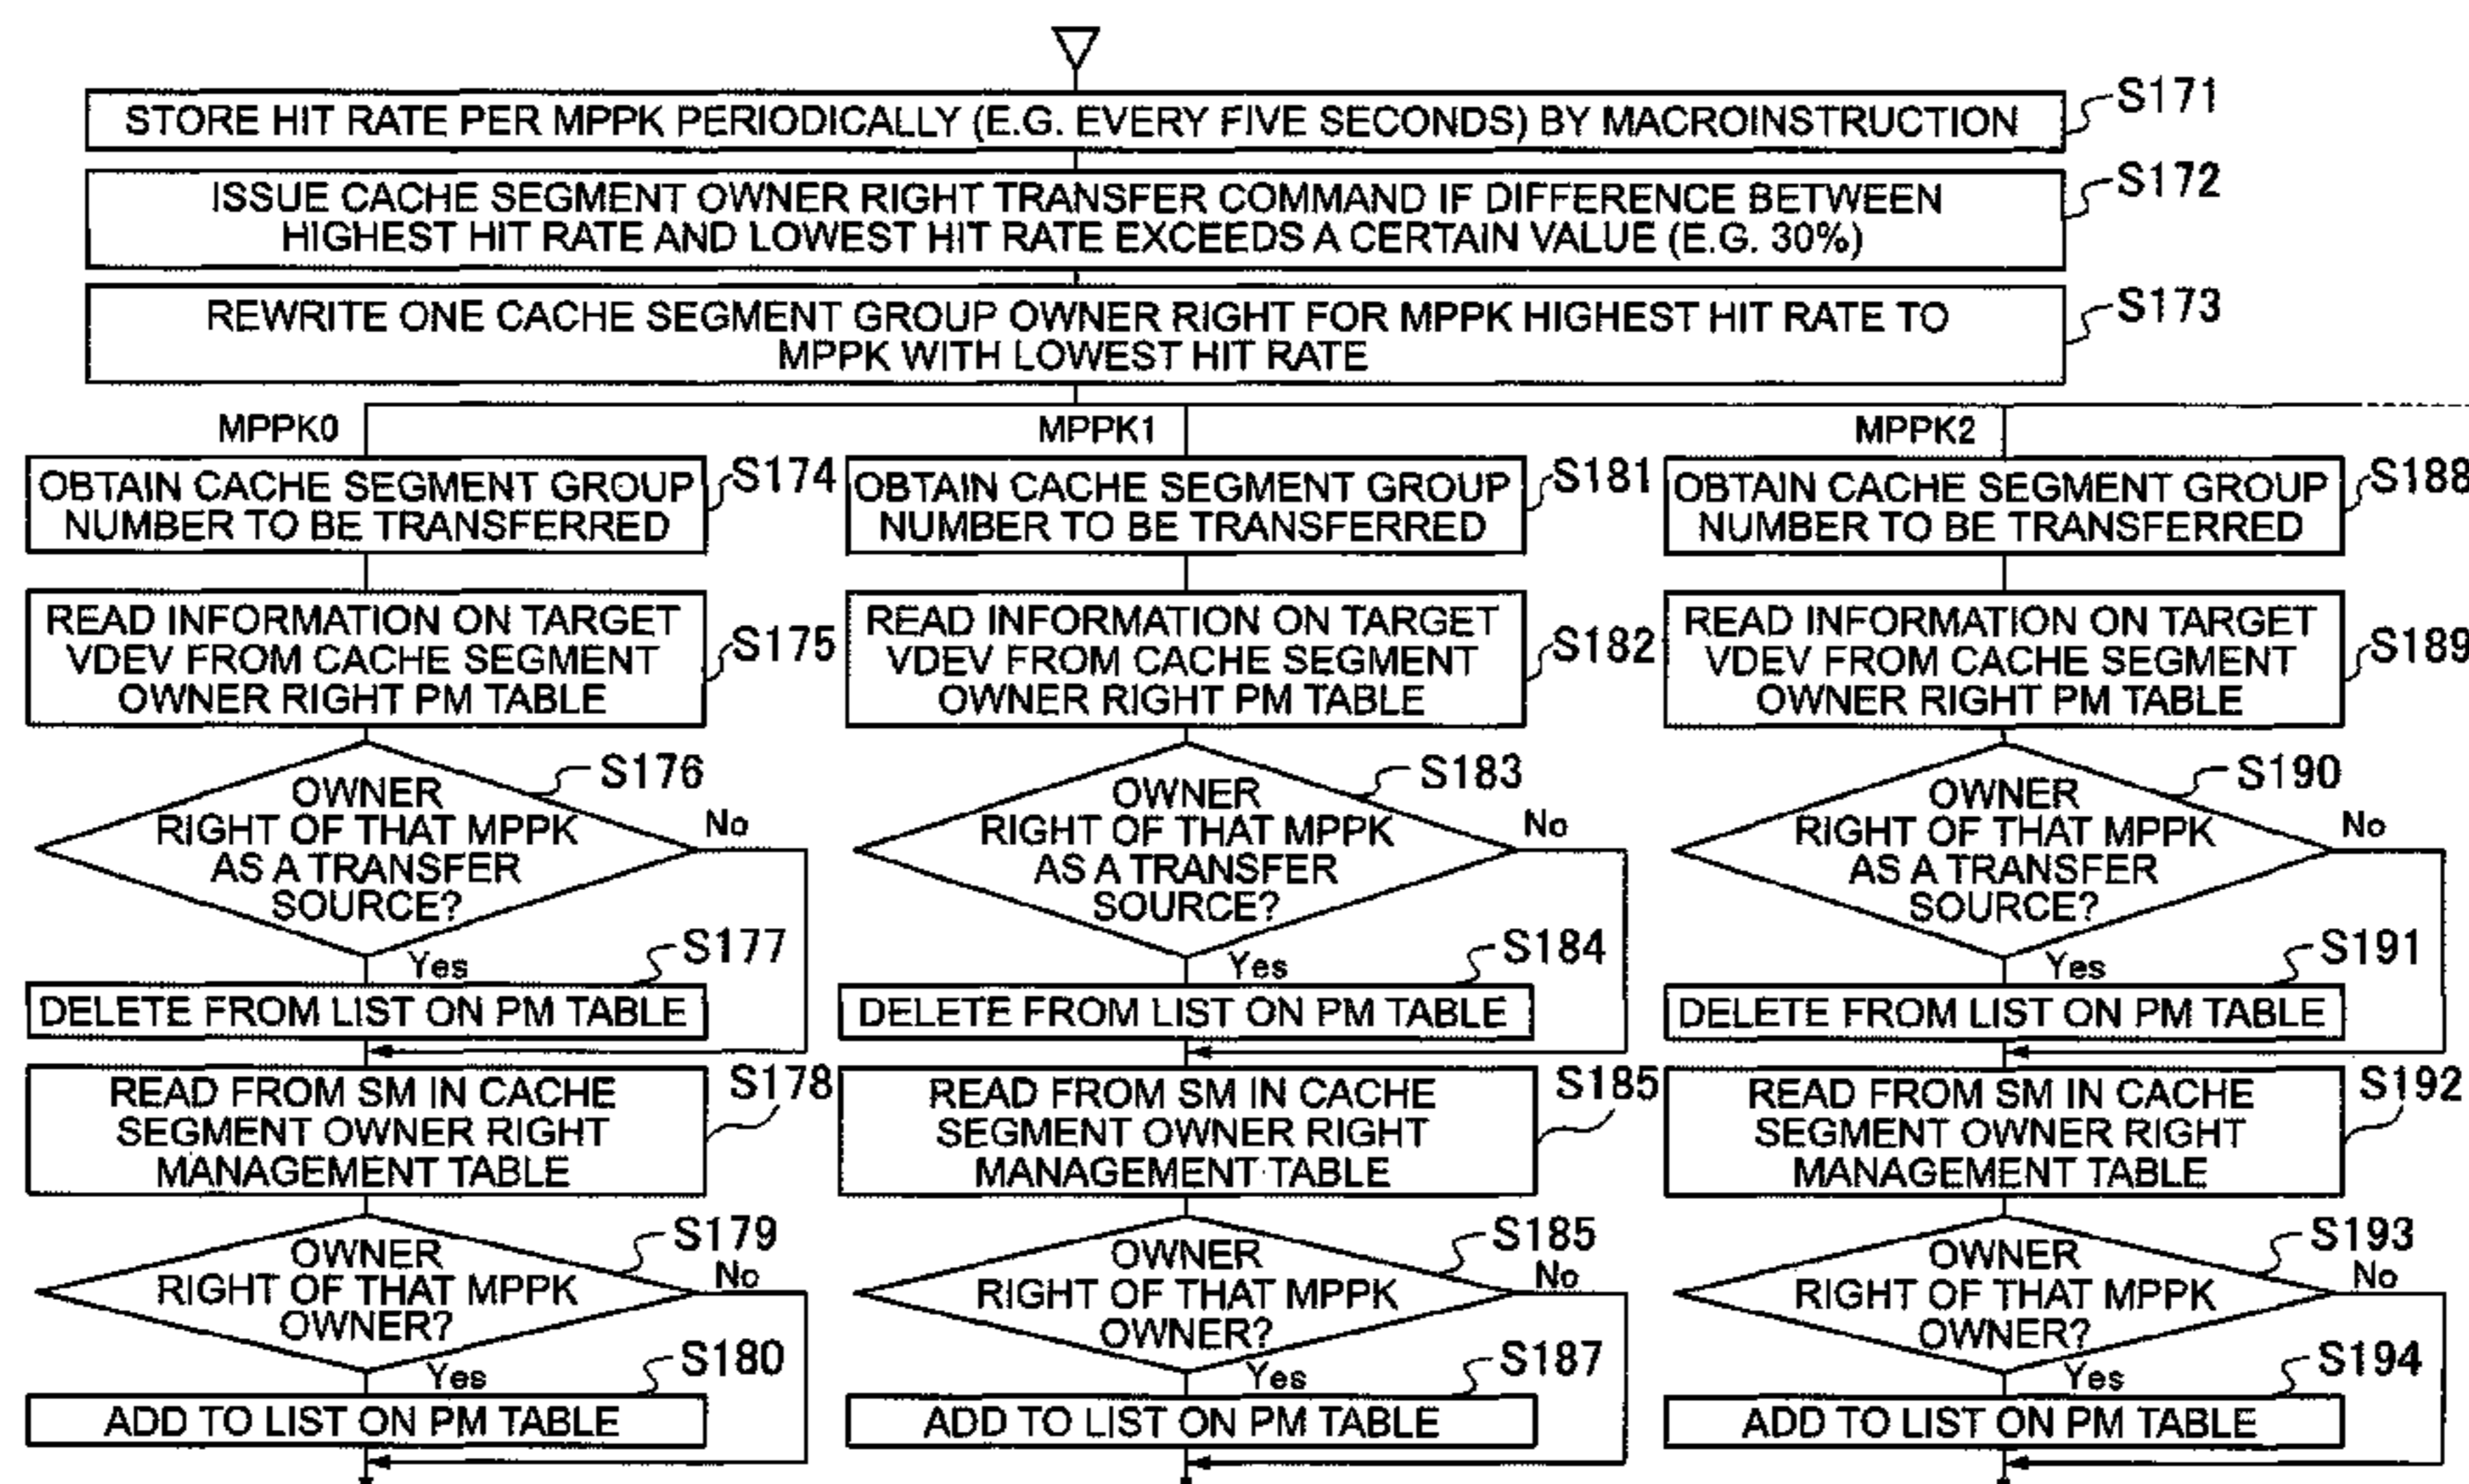 STORE HIT RATE PER MPPK PERIODICALLY (E.G. EVERY FIVE SECONDS) BY MACROINSTRUCTION
S171
ISSUE CACHE SEGMENT OWNER RIGHT TRANSFER COMMAND IF DIFFERENCE BETWEEN
HIGHEST HIT RATE AND LOWEST HIT RATE EXCEEDS A CERTAIN VALUE (E.G. 30%)
S172
REWRITE ONE CACHE SEGMENT GROUP OWNER RIGHT FOR MPPK HIGHEST HIT RATE TO
MPPK WITH LOWEST HIT RATE
S173
MPPK0
OBTAIN CACHE SEGMENT GROUP
NUMBER TO BE TRANSFERRED
S174
READ INFORMATION ON TARGET
VDEV FROM CACHE SEGMENT
OWNER RIGHT PM TABLE
S175
OWNER
RIGHT OF THAT MPPK
AS A TRANSFER
SOURCE?
S176
No
Yes
S177
DELETE FROM LIST ON PM TABLE
READ FROM SM IN CACHE
SEGMENT OWNER RIGHT
MANAGEMENT TABLE
S178
OWNER
RIGHT OF THAT MPPK
OWNER?
S179
No
Yes
S180
ADD TO LIST ON PM TABLE
MPPK1
OBTAIN CACHE SEGMENT GROUP
NUMBER TO BE TRANSFERRED
S181
READ INFORMATION ON TARGET
VDEV FROM CACHE SEGMENT
OWNER RIGHT PM TABLE
S182
OWNER
RIGHT OF THAT MPPK
AS A TRANSFER
SOURCE?
S183
No
Yes
S184
DELETE FROM LIST ON PM TABLE
READ FROM SM IN CACHE
SEGMENT OWNER RIGHT
MANAGEMENT TABLE
S185
OWNER
RIGHT OF THAT MPPK
OWNER?
S185
No
Yes
S187
ADD TO LIST ON PM TABLE
MPPK2
OBTAIN CACHE SEGMENT GROUP
NUMBER TO BE TRANSFERRED
S188
READ INFORMATION ON TARGET
VDEV FROM CACHE SEGMENT
OWNER RIGHT PM TABLE
S189
OWNER
RIGHT OF THAT MPPK
AS A TRANSFER
SOURCE?
S190
No
Yes
S191
DELETE FROM LIST ON PM TABLE
READ FROM SM IN CACHE
SEGMENT OWNER RIGHT
MANAGEMENT TABLE
S192
OWNER
RIGHT OF THAT MPPK
OWNER?
S193
No
Yes
S194
ADD TO LIST ON PM TABLE